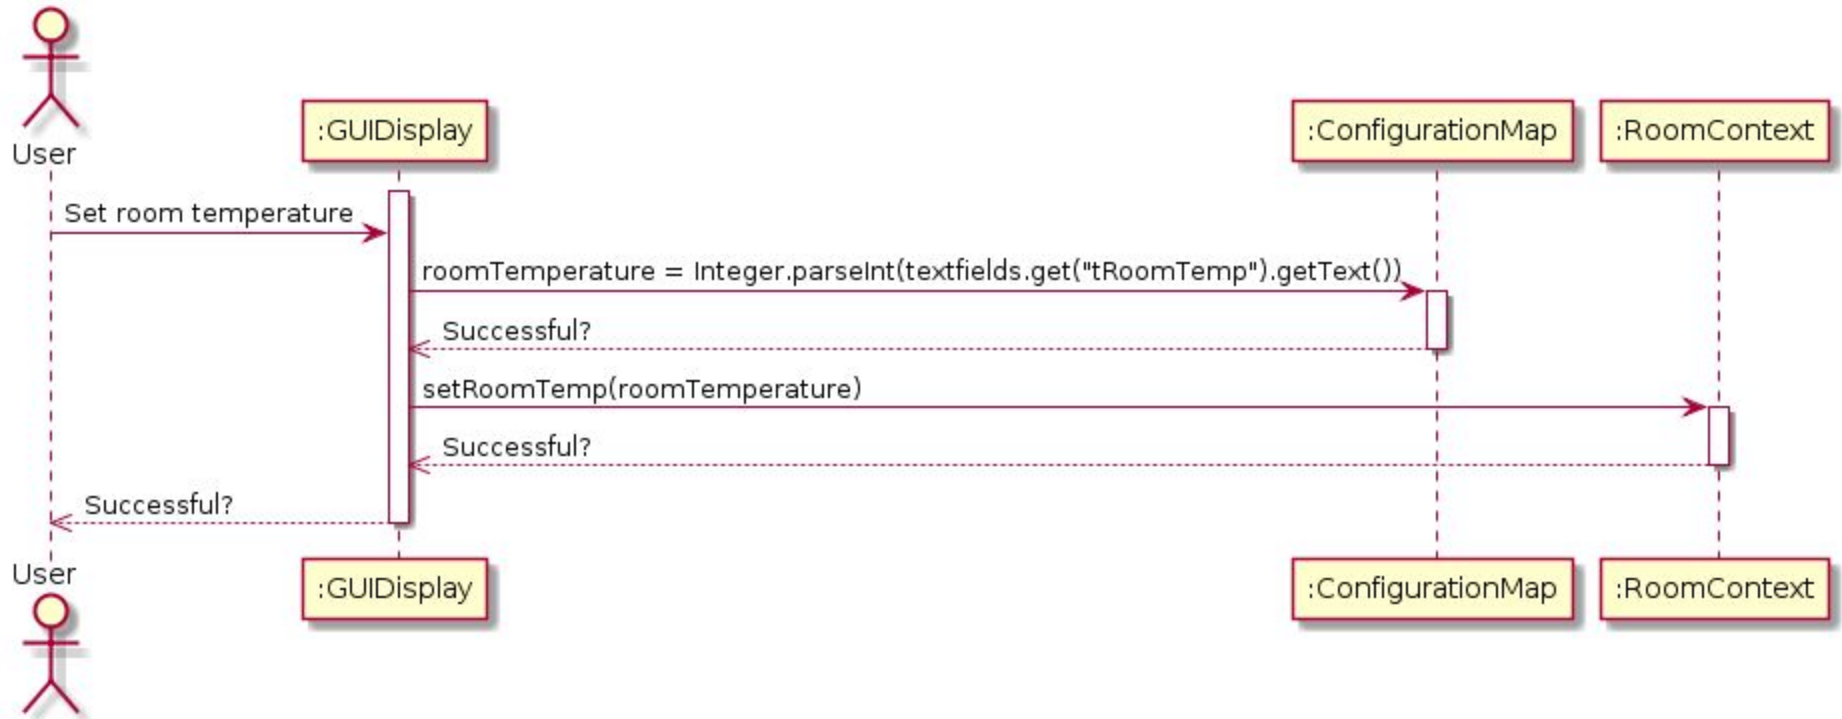 User
:GUIDisplay
:ConfigurationMap
:RoomContext
Set room temperature
roomTemperature = Integer.parseInt(textfields.get("tRoomTemp").getText())
Successful?
setRoomTemp(roomTemperature)
Successful?
Successful?
User
:GUIDisplay
:ConfigurationMap
:RoomContext